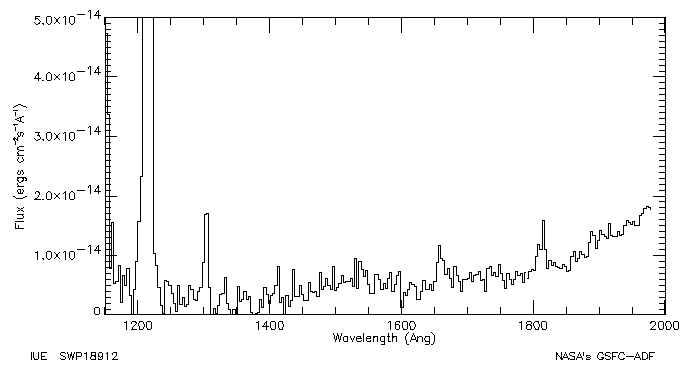 5.0×10−14
4.0×10−14
3.0×10−14
2.0×10−14
1.0×10−14
0
Flux (ergs cm−2s−1A−1)
1200 1400 1600 1800 2000
Wavelength (Ang)
IUE SWP18912 NASA's GSFC−ADF